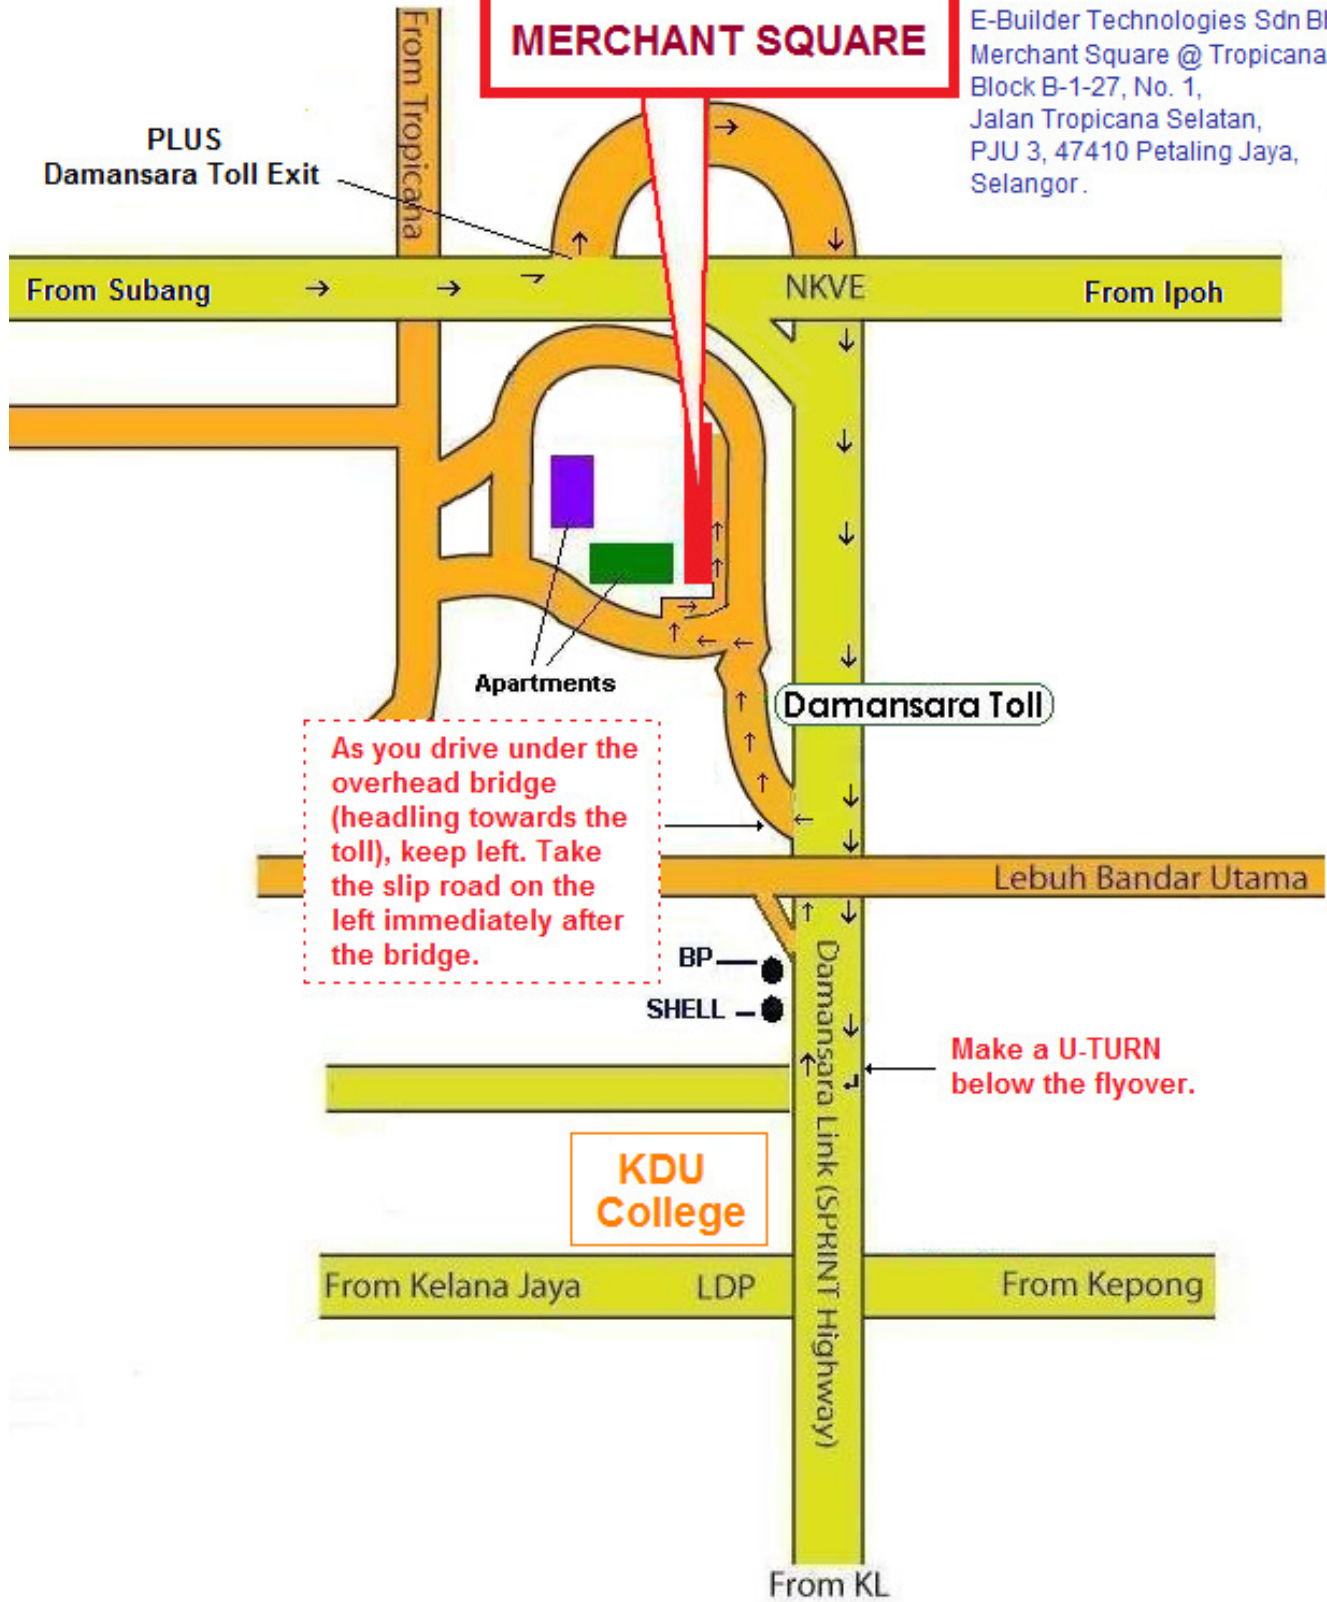 MERCHANT SQUARE
E-Builder Technologies Sdn
Merchant Square @ Tropicana
Block B-1-27, No. 1,
Jalan Tropicana Selatan,
PJU 3, 47410 Petaling Jaya,
Selangor.
From Tropicana
PLUS
Damansara Toll Exit
From Subang
NKVE
From Ipoh
Apartments
Damansara Toll
As you drive under the
overhead bridge
(headling towards the
toll), keep left. Take
the slip road on the
left immediately after
the bridge.
Lebuh Bandar Utama
BP
SHELL
Damansara Link (SPRINT Highway)
Make a U-TURN
below the flyover.
KDU
College
From Kelana Jaya
LDP
From Kepong
From KL